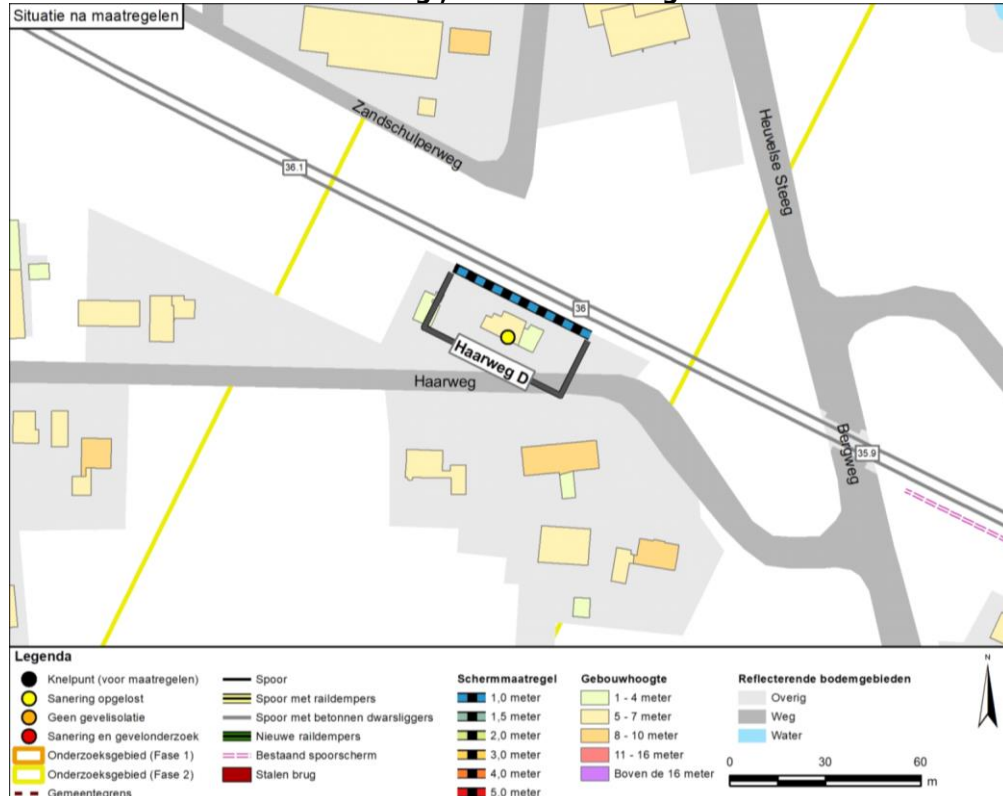 Situatie na maatregelen
Zandschulperweg
Heuvelse Steeg
36.1
36
Haarweg D
Haarweg
Bergweg
35.9
Legenda
Knelpunt (voor maatregelen)
Sanering opgelost
Geen gevelisolatie
Sanering en gevelonderzoek
Onderzoeksgebied (Fase 1)
Onderzoeksgebied (Fase 2)
Gemeentegrens
Spoor
Spoor met raildempers
Spoor met betonnen dwarsliggers
Nieuwe raildempers
Bestaand spoorscherm
Stalen brug
Schermmaatregel
1,0 meter
1,5 meter
2,0 meter
3,0 meter
4,0 meter
5,0 meter
Gebouwhoogte
1 - 4 meter
5 - 7 meter
8 - 10 meter
11 - 16 meter
Boven de 16 meter
Reflecterende bodemgebieden
Overig
Weg
Water
N
0 30 60
m